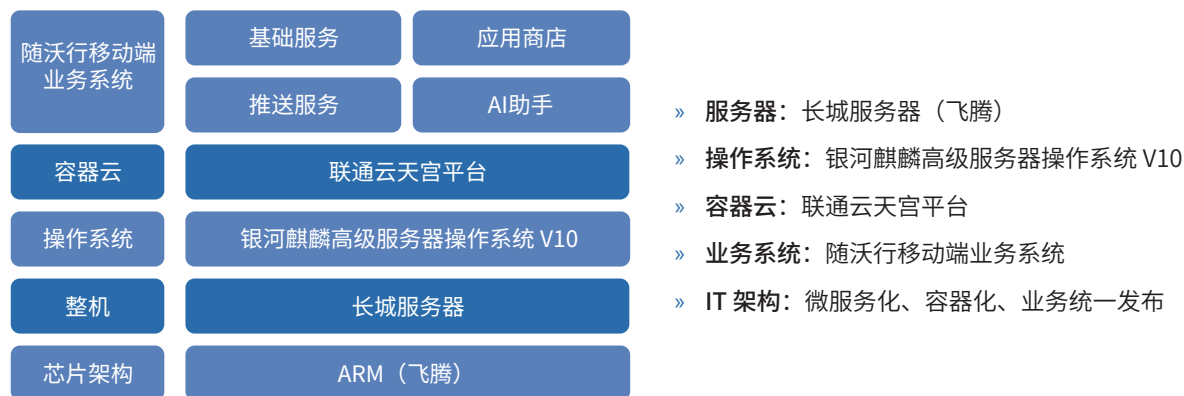 随沃行移动端
业务系统
基础服务
应用商店
推送服务
AI助手
容器云
联通云天宫平台
操作系统
银河麒麟高级服务器操作系统 V10
整机
长城服务器
芯片架构
ARM（飞腾）
» 服务器：长城服务器（飞腾）
» 操作系统：银河麒麟高级服务器操作系统 V10
» 容器云：联通云天宫平台
» 业务系统：随沃行移动端业务系统
» IT 架构：微服务化、容器化、业务统一发布